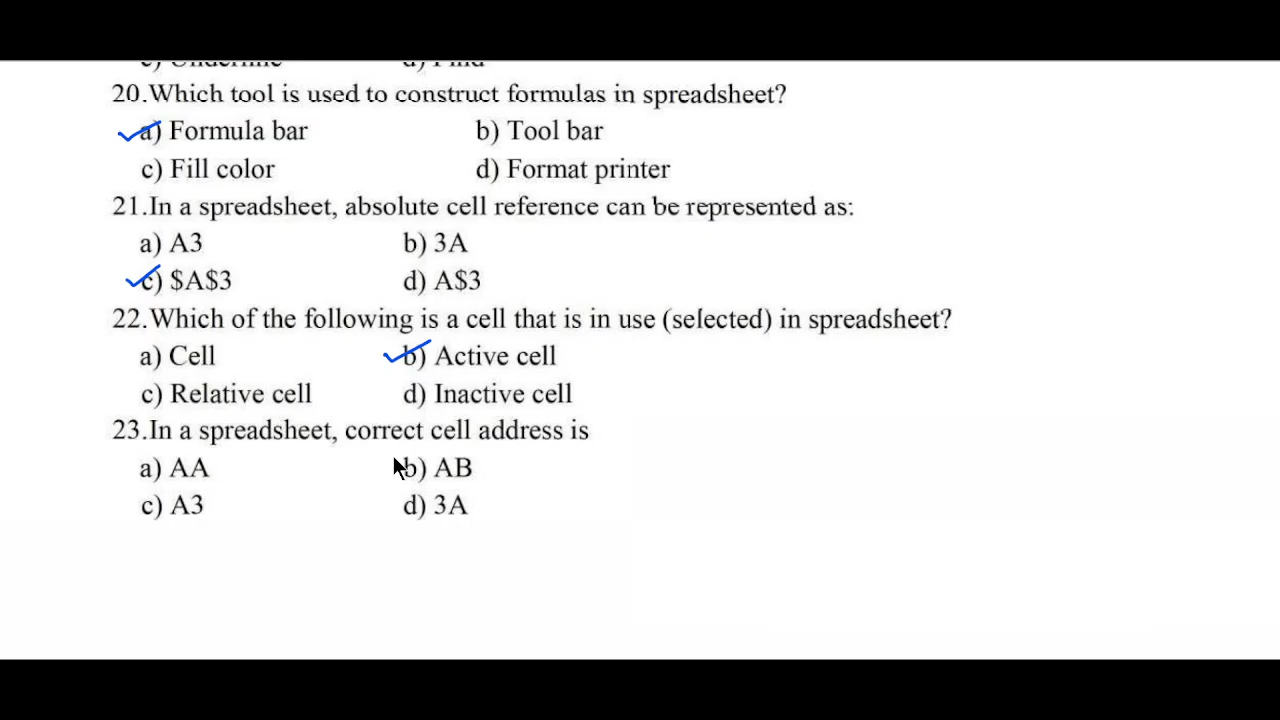 20.Which tool is used to construct formulas in spreadsheet?
a) Formula bar b) Tool bar
c) Fill color d) Format printer
21.In a spreadsheet, absolute cell reference can be represented as:
a) A3 b) 3A
c) $A$3 d) A$3
22.Which of the following is a cell that is in use (selected) in spreadsheet?
a) Cell b) Active cell
c) Relative cell d) Inactive cell
23.In a spreadsheet, correct cell address is
a) AA b) AB
c) A3 d) 3A